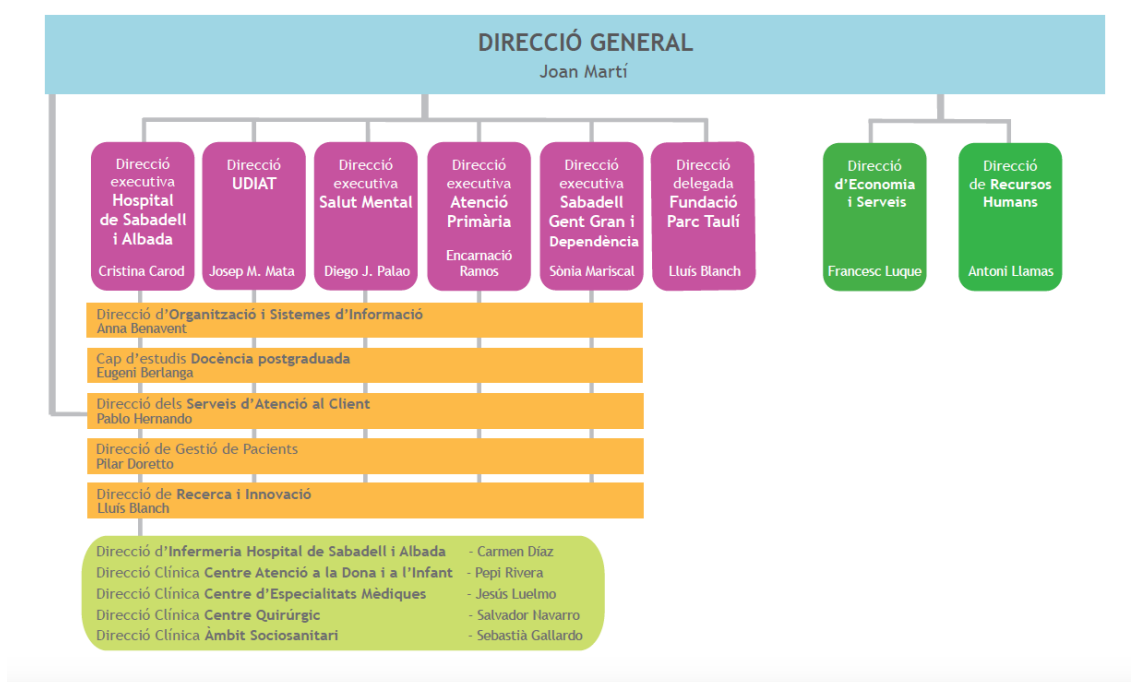 DIRECCIÓ GENERAL
Joan Martí
Direcció
executiva
Hospital
de Sabadell
i Albada
Cristina Carod
Direcció
UDIAT
Josep M. Mata
Direcció
executiva
Salut Mental
Diego J. Palao
Direcció
executiva
Atenció
Primària
Encarnació
Ramos
Direcció
executiva
Sabadell
Gent Gran i
Dependència
Sònia Mariscal
Direcció
delegada
Fundació
Parc Taulí
Lluís Blanch
Direcció
d'Economia
i Serveis
Francesc Luque
Direcció
de Recursos
Humans
Antoni Llamas
Direcció d'Organització i Sistemes d'Informació
Anna Benavent
Cap d'estudis Docència postgraduada
Eugeni Berlanga
Direcció dels Serveis d'Atenció al Client
Pablo Hernando
Direcció de Gestió de Pacients
Pilar Doretto
Direcció de Recerca i Innovació
Lluís Blanch
Direcció d'Infermeria Hospital de Sabadell i Albada - Carmen Díaz
Direcció Clínica Centre Atenció a la Dona i a l'Infant - Pepi Rivera
Direcció Clínica Centre d'Especialitats Mèdiques - Jesús Luelmo
Direcció Clínica Centre Quirúrgic - Salvador Navarro
Direcció Clínica Àmbit Sociosanitari - Sebastià Gallardo